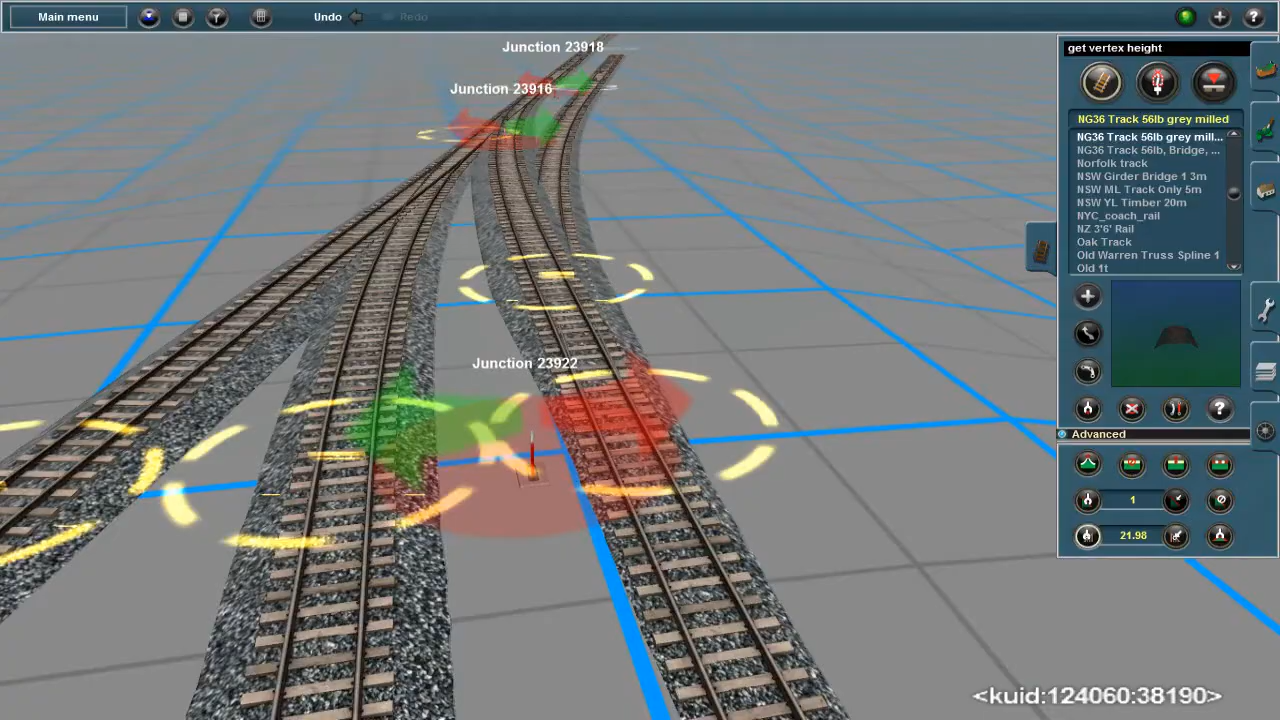 Main menu
Undo
Redo
Junction 23918
Junction 23916
Junction 23922
get vertex height
NG36 Track 56lb grey milled
NG36 Track 56lb grey mill...
NG36 Track 56lb, Bridge, ...
Norfolk track
NSW Girder Bridge 1 3m
NSW ML Track Only 5m
NSW YL Timber 20m
NYC_coach_rail
NZ 3'6' Rail
Oak Track
Old Warren Truss Spline 1
Old 1t
?
?
Advanced
1
21.98
<kuid:124060:38190>